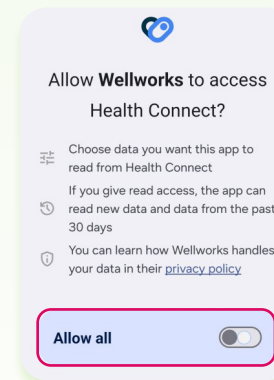 Allow Wellworks to access
Health Connect?
Choose data you want this app to
read from Health Connect
If you give read access, the app can
read new data and data from the past
30 days
You can learn how Wellworks handles
your data in their privacy policy
Allow all